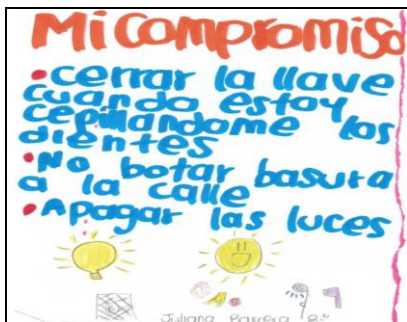 Mi compromiso
• cerrar la llave
cuando estoy
cepillandome los
dientes
• No botar basura
a la calle
• Apagar las luces
Juliana Barrera